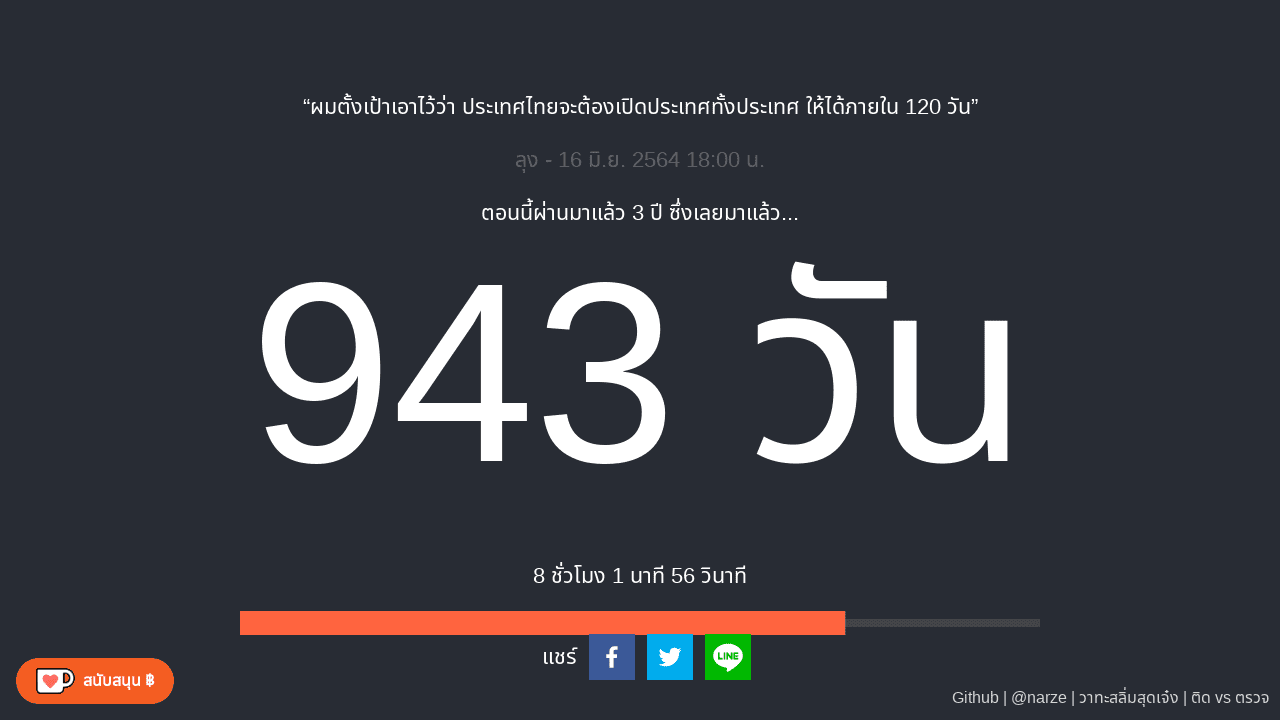 “ผมตั้งเป้าเอาไว้ว่า ประเทศไทยจะต้องเปิดประเทศทั้งประเทศ ให้ได้ภายใน 120 วัน”
ลุง - 16 มิ.ย. 2564 18:00 น.
ตอนนี้ผ่านมาแล้ว 3 ปี ซึ่งเลยมาแล้ว...
943 วัน
8 ชั่วโมง 1 นาที 56 วินาที
แชร์
LINE
สนับสนุน ฿
Github | @narze | วาทะสลิ่มสุดเจ๋ง | ติด vs ตรวจ